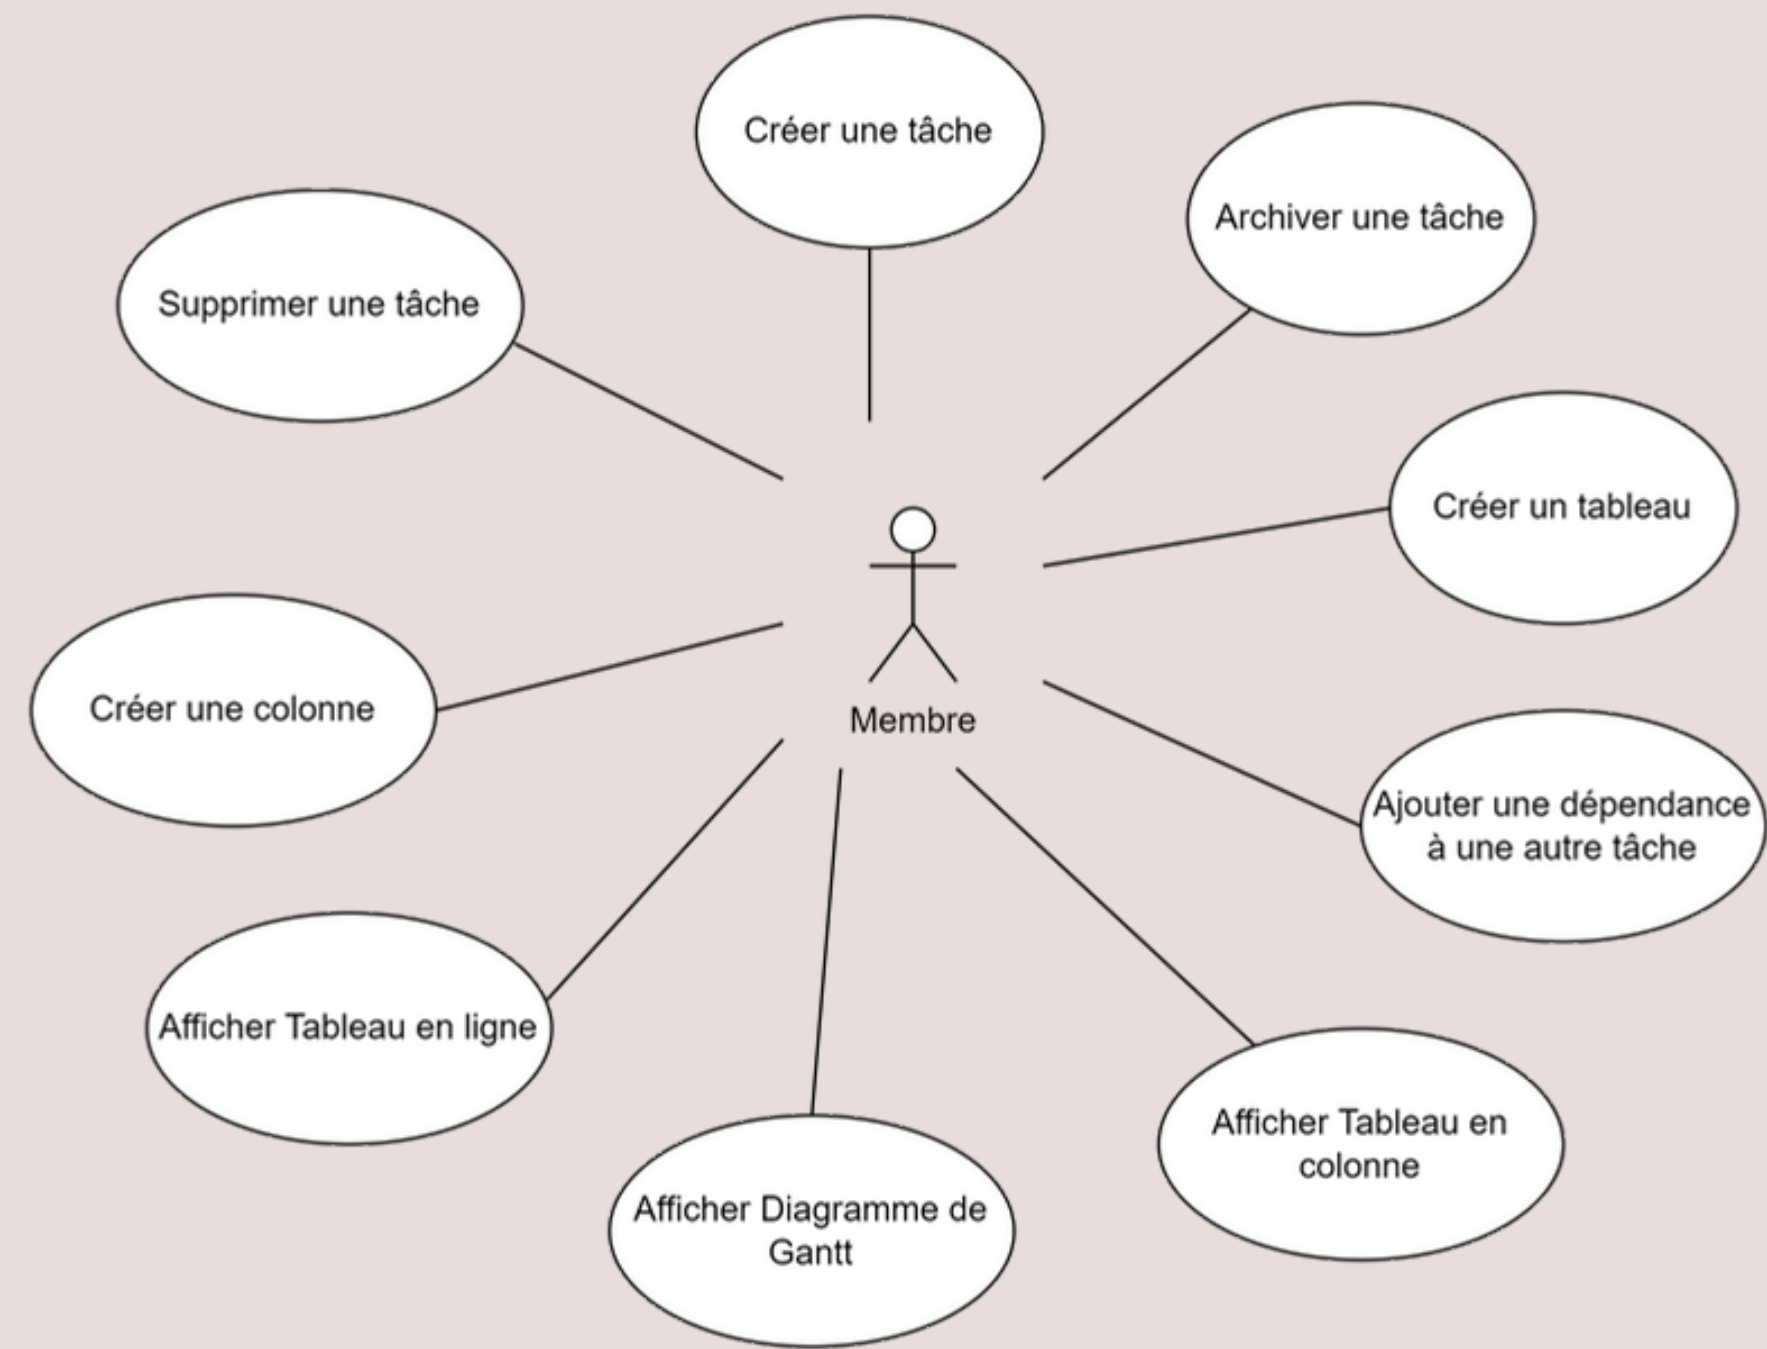 Créer une tâche
Archiver une tâche
Supprimer une tâche
Créer un tableau
Créer une colonne
Membre
Ajouter une dépendance
à une autre tâche
Afficher Tableau en ligne
Afficher Tableau en
colonne
Afficher Diagramme de
Gantt